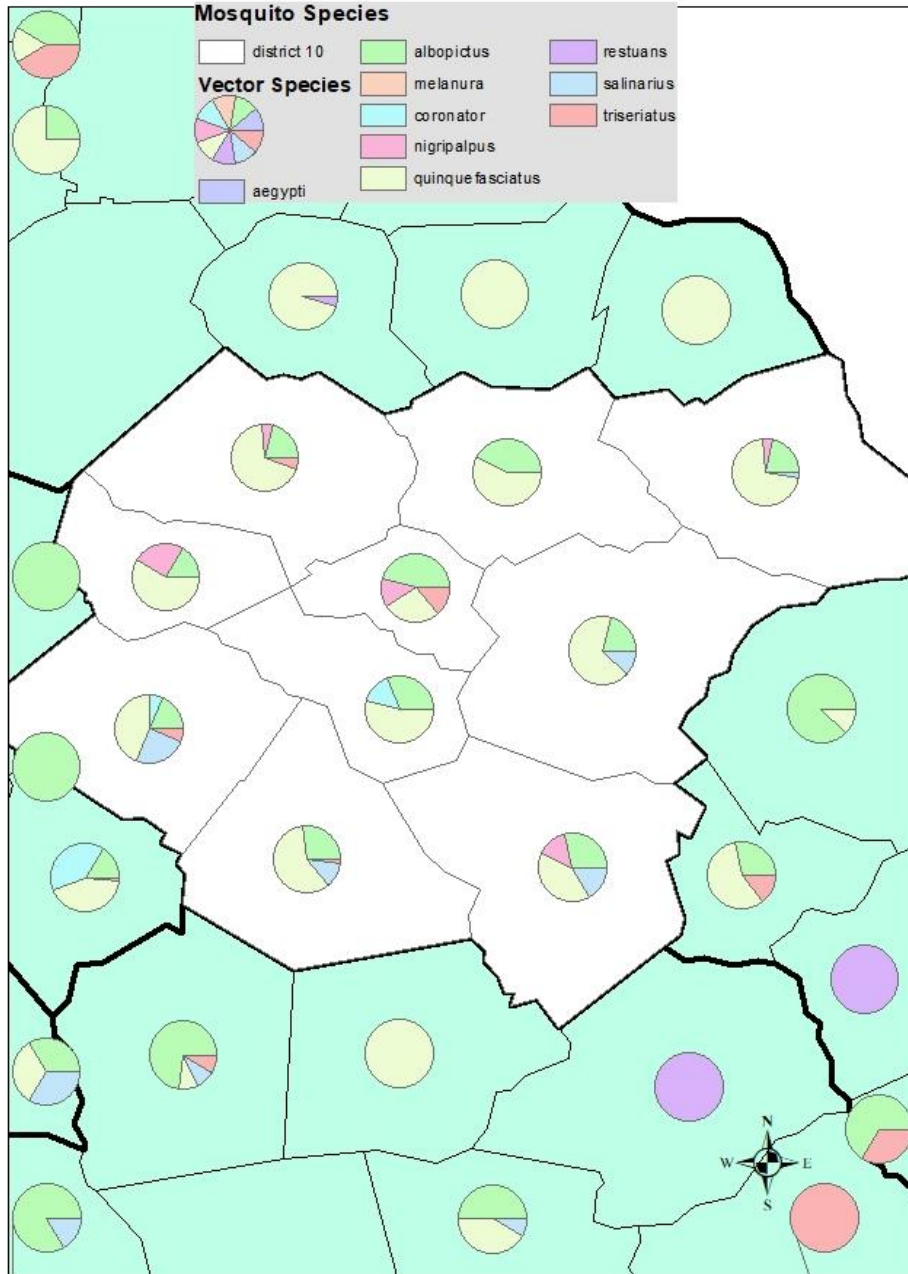 Mosquito Species
district 10
Vector Species
aegypti
albopictus
melanura
coronator
nigripalpus
quinquefasciatus
restuans
salinarius
triseriatus
N
W E
S